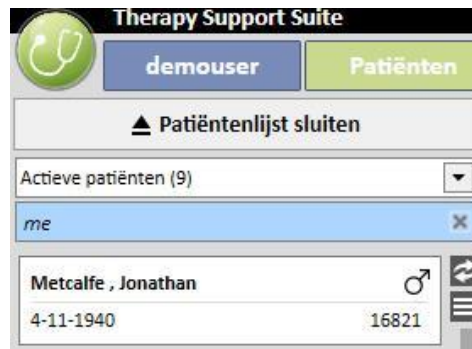 Therapy Support Suite
demouser
Patiënten
Patiëntenlijst sluiten
Actieve patiënten (9)
me
Metcalfe , Jonathan
4-11-1940 16821